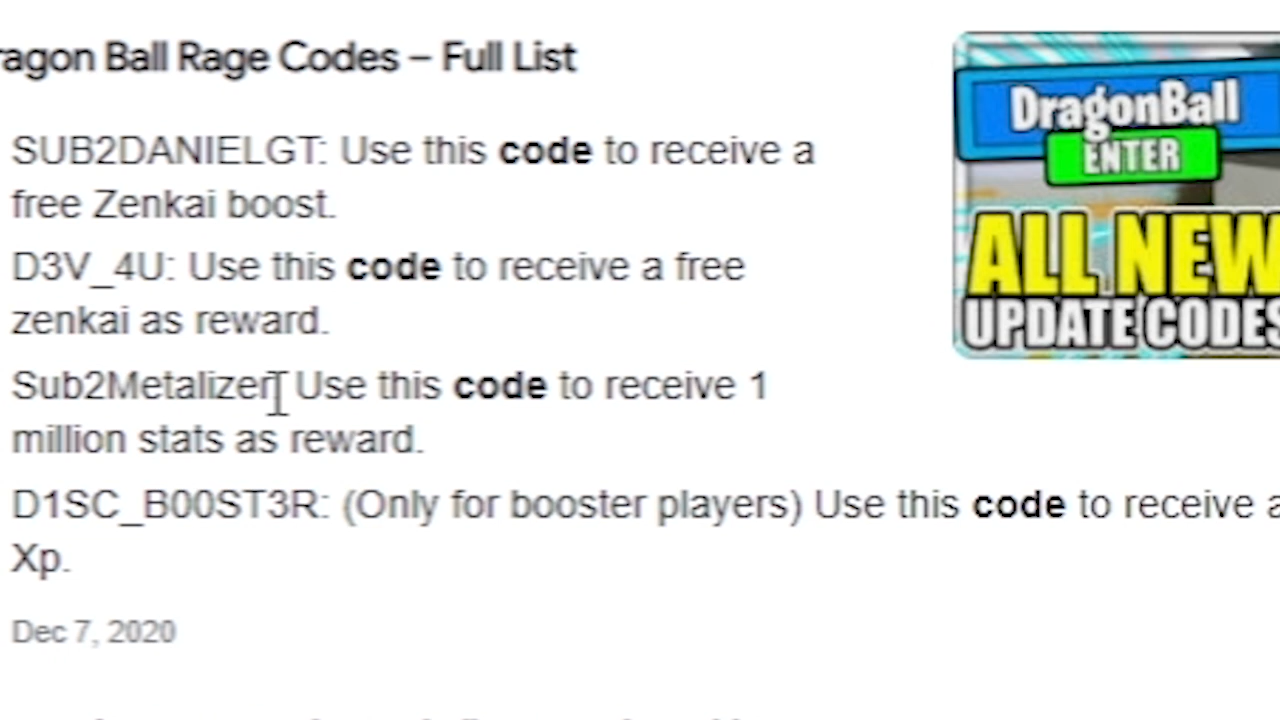 ragon Ball Rage Codes – Full List
SUB2DANIELGT: Use this code to receive a
free Zenkai boost.
D3V_4U: Use this code to receive a free
zenkai as reward.
Sub2Metalizer: Use this code to receive 1
million stats as reward.
D1SC_B00ST3R: (Only for booster players) Use this code to receive a
Xp.
Dec 7, 2020
DragonBall
ENTER
ALL NEW
UPDATE CODES